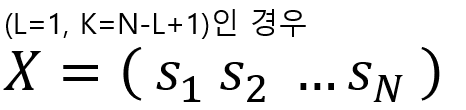 (L=1, K=N-L+1)인 경우
X = ( s₁ s₂ ...s_N )